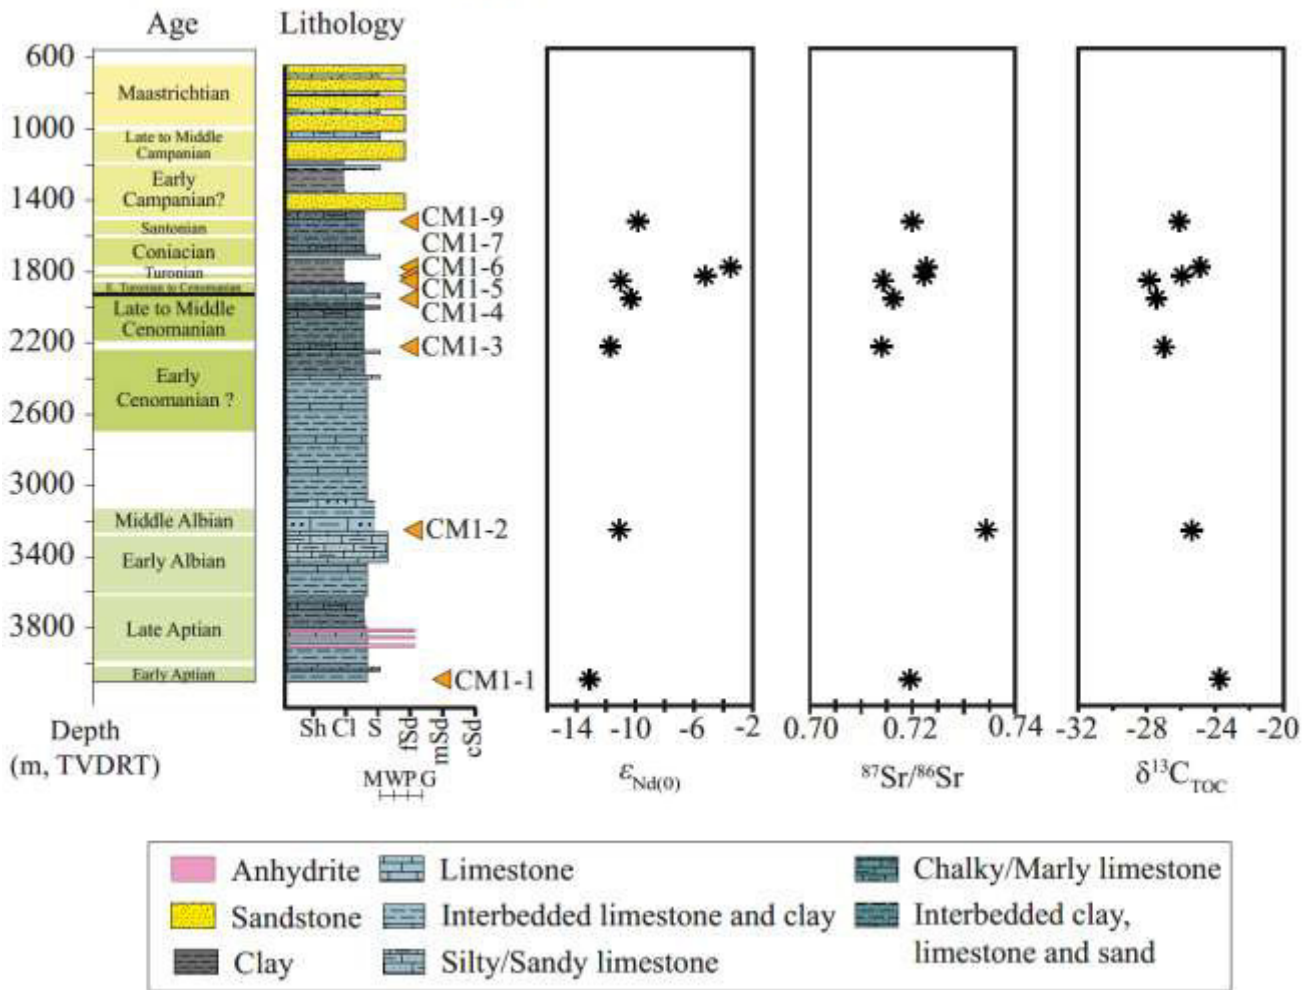 Age
Lithology
600
1000
1400
1800
2200
2600
3000
3400
3800
Depth
(m, TVDRT)
Maastrichtian
Late to Middle
Campanian
Early
Campanian?
Santonian
Coniacian
Turonian
E. Turonian to Cenomanian
Late to Middle
Cenomanian
Early
Cenomanian ?
Middle Albian
Early Albian
Late Aptian
Early Aptian
CM1-9
CM1-7
CM1-6
CM1-5
CM1-4
CM1-3
CM1-2
CM1-1
Sh Cl S fSd mSd cSd
M W P G
-14 -10 -6 -2
εNd(0)
0.70 0.72 0.74
⁸⁷Sr/⁸⁶Sr
-32 -28 -24 -20
δ¹³CTOC
Anhydrite
Limestone
Chalky/Marly limestone
Sandstone
Interbedded limestone and clay
Interbedded clay,
limestone and sand
Clay
Silty/Sandy limestone